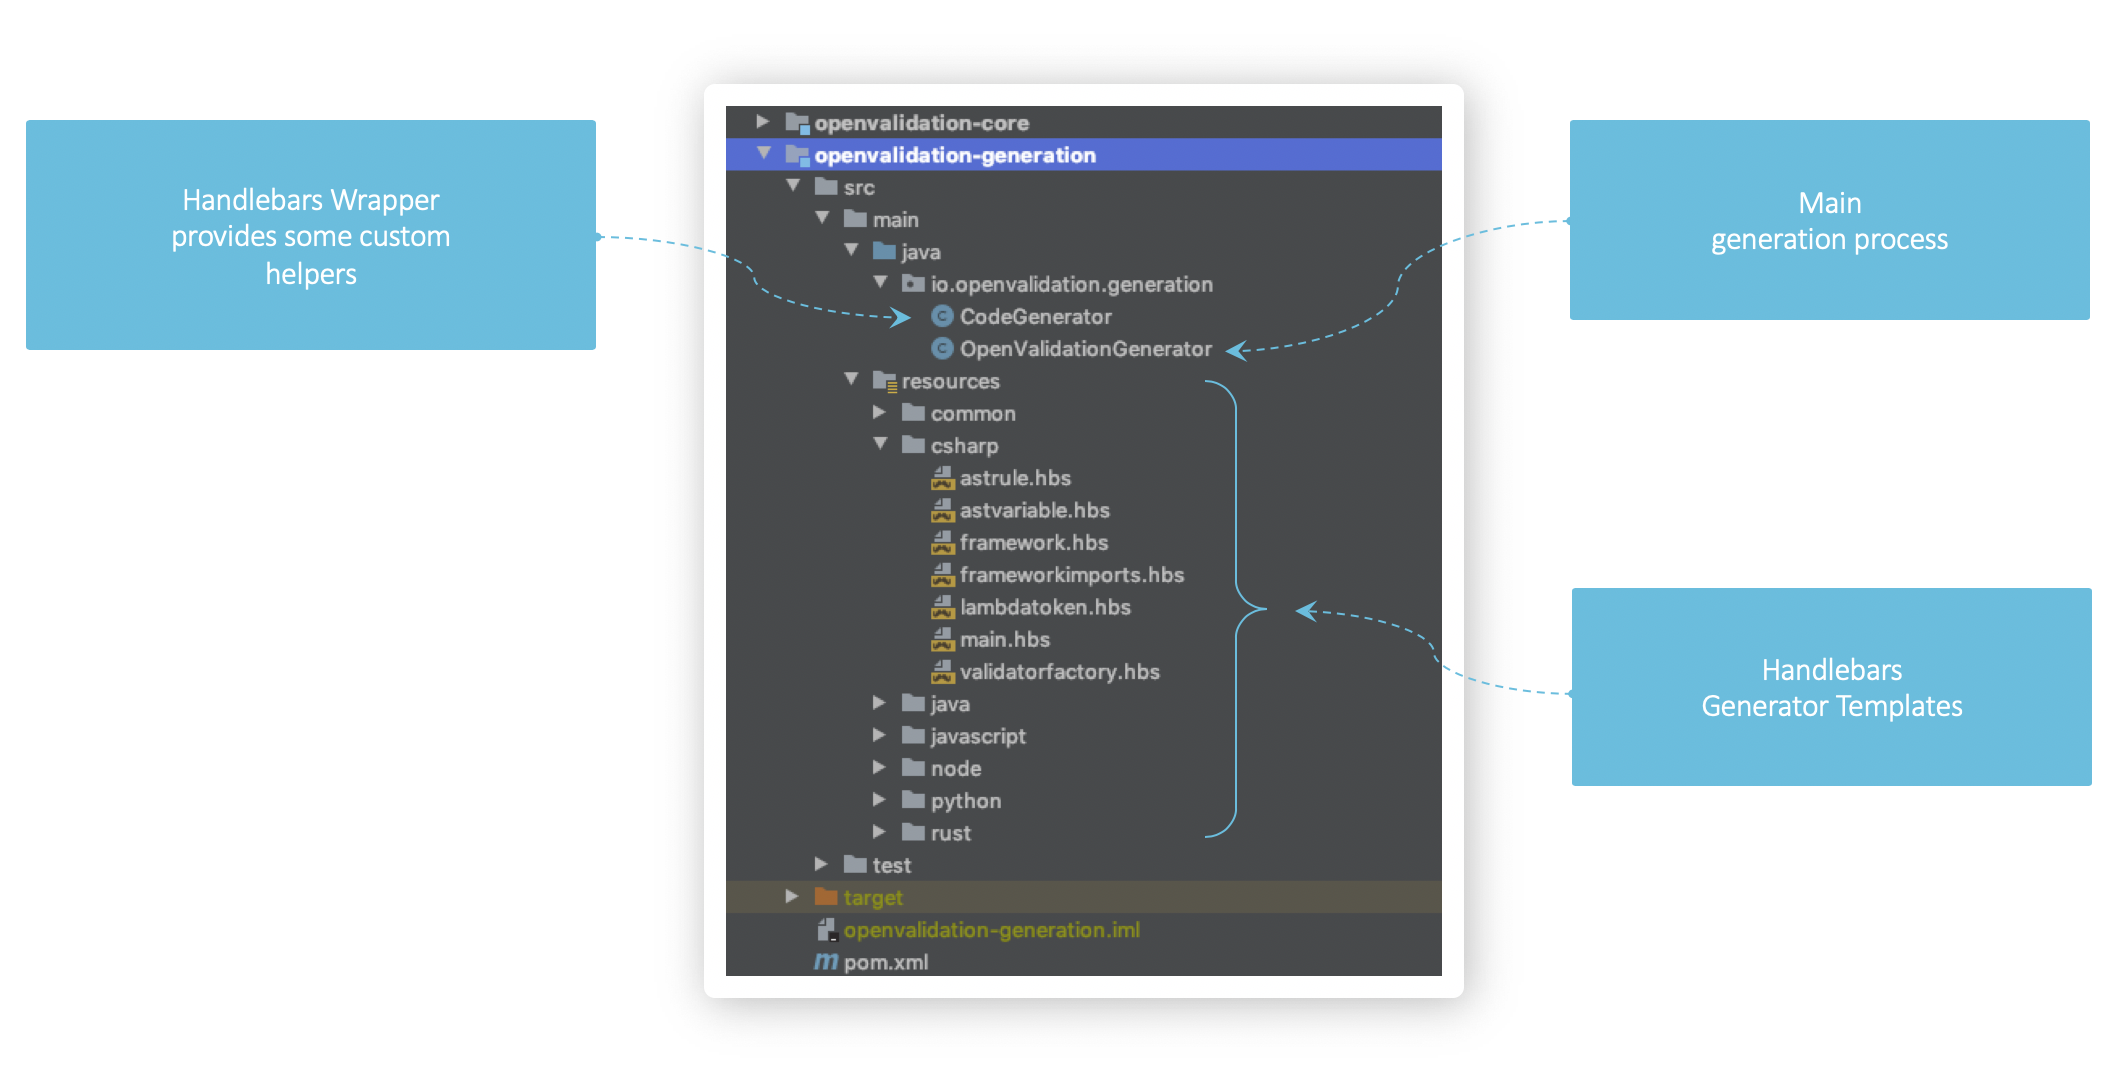 Handlebars Wrapper
provides some custom
helpers
openvalidation-core
openvalidation-generation
src
main
java
io.openvalidation.generation
CodeGenerator
OpenValidationGenerator
resources
common
csharp
astrule.hbs
astvariable.hbs
framework.hbs
frameworkimports.hbs
lambdatoken.hbs
main.hbs
validatorfactory.hbs
java
javascript
node
python
rust
test
target
openvalidation-generation.iml
pom.xml
Main
generation process
Handlebars
Generator Templates